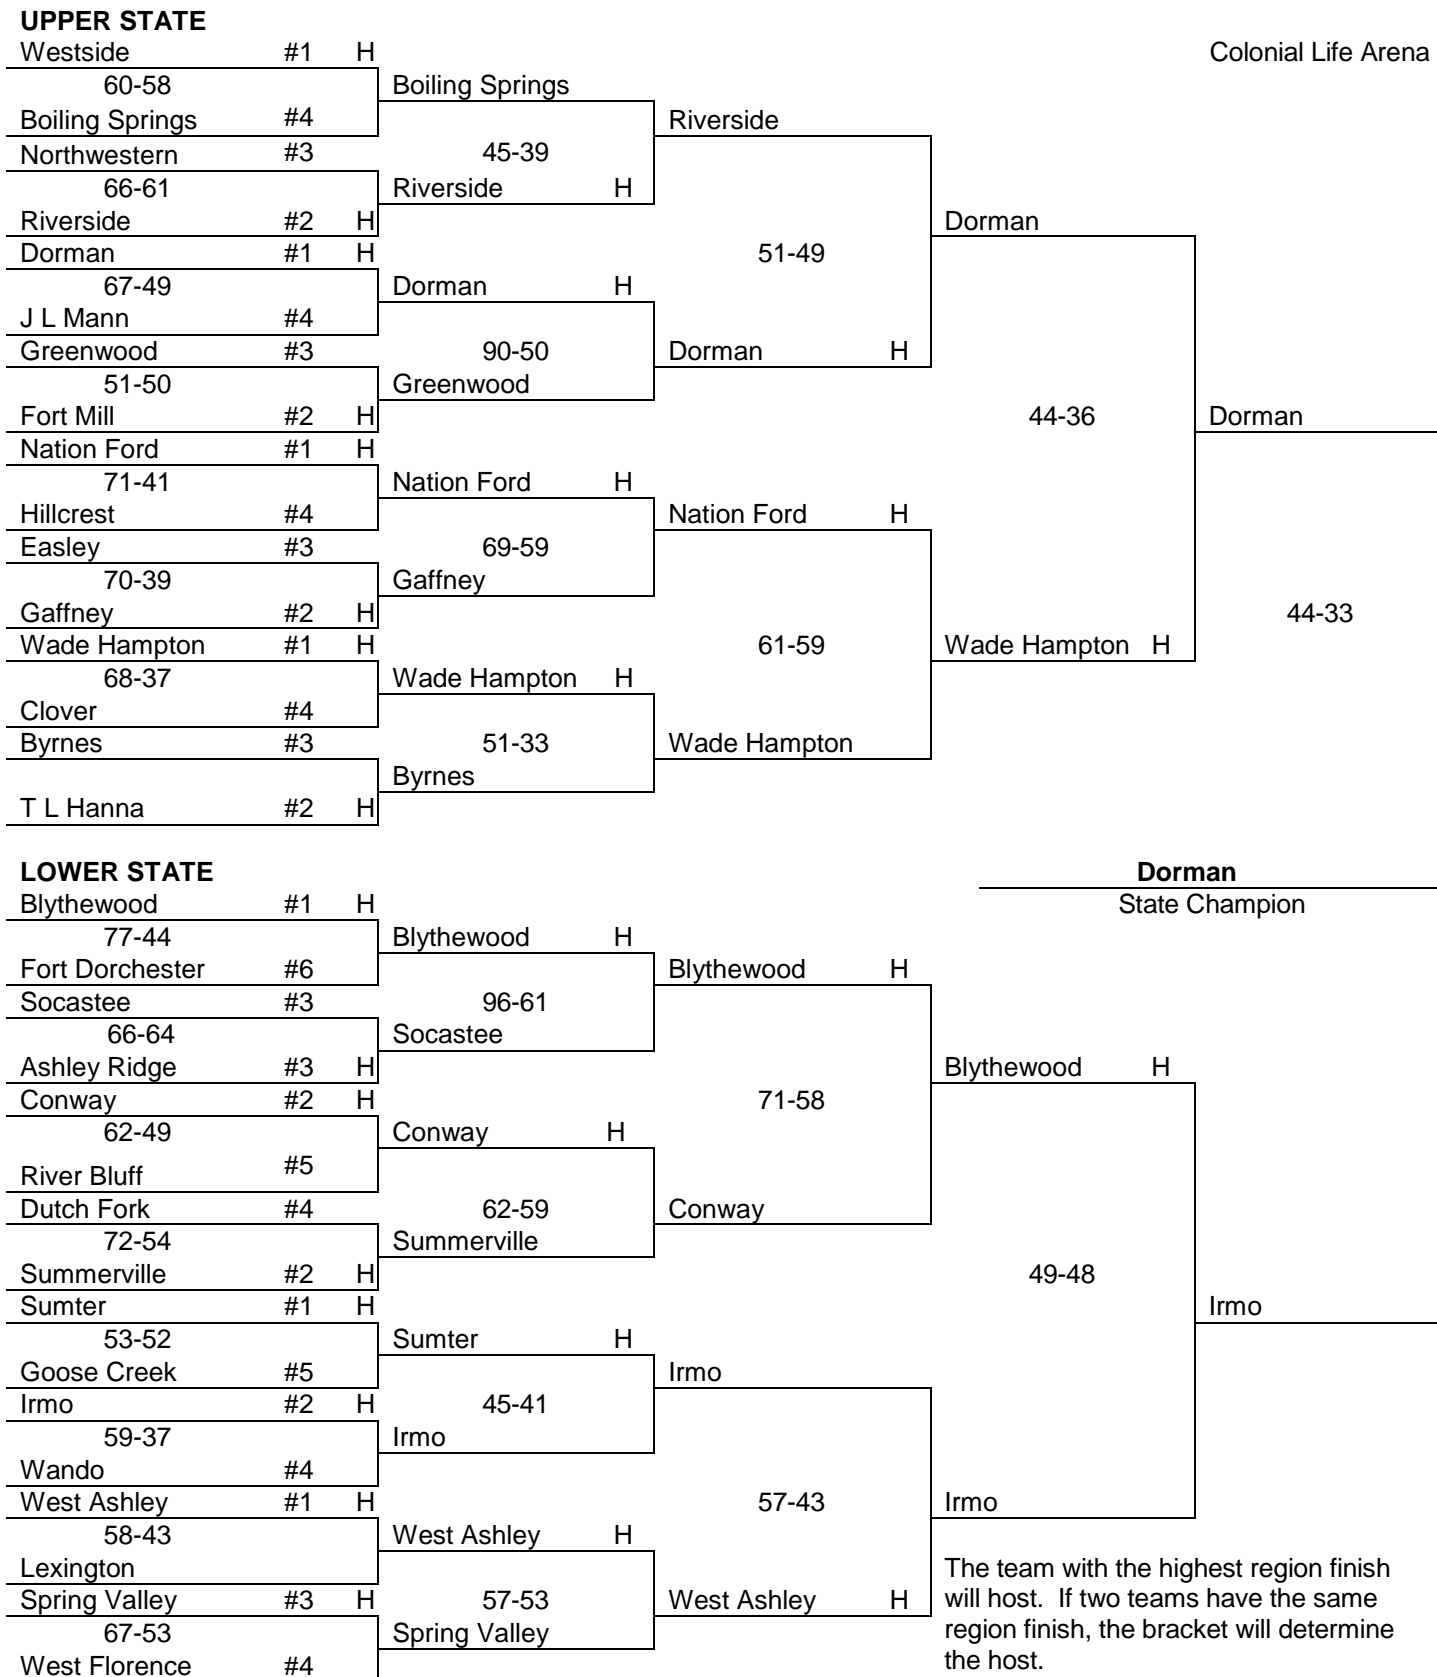 UPPER STATE
Westside #1 H Colonial Life Arena
60-58 Boiling Springs
Boiling Springs #4 Riverside
Northwestern #3 45-39
66-61 Riverside H
Riverside #2 H Dorman
Dorman #1 H 51-49
67-49 Dorman H
J L Mann #4
Greenwood #3 90-50 Dorman H
51-50 Greenwood
Fort Mill #2 H 44-36 Dorman
Nation Ford #1 H
71-41 Nation Ford H
Hillcrest #4 Nation Ford H
Easley #3 69-59
70-39 Gaffney
Gaffney #2 H 44-33
Wade Hampton #1 H 61-59 Wade Hampton H
68-37 Wade Hampton H
Clover #4
Byrnes #3 51-33 Wade Hampton
Byrnes
T L Hanna #2 H
LOWER STATE Dorman
Blythewood #1 H State Champion
77-44 Blythewood H
Fort Dorchester #6 Blythewood H
Socastee #3 96-61
66-64 Socastee
Ashley Ridge #3 H Blythewood H
Conway #2 H 71-58
62-49 Conway H
River Bluff #5
Dutch Fork #4 62-59 Conway
72-54 Summerville
Summerville #2 H 49-48
Sumter #1 H Irmo
53-52 Sumter H
Goose Creek #5 Irmo
Irmo #2 H 45-41
59-37 Irmo
Wando #4
West Ashley #1 H 57-43 Irmo
58-43 West Ashley H
Lexington The team with the highest region finish
Spring Valley #3 H 57-53 West Ashley H will host. If two teams have the same
67-53 Spring Valley region finish, the bracket will determine
West Florence #4 the host.